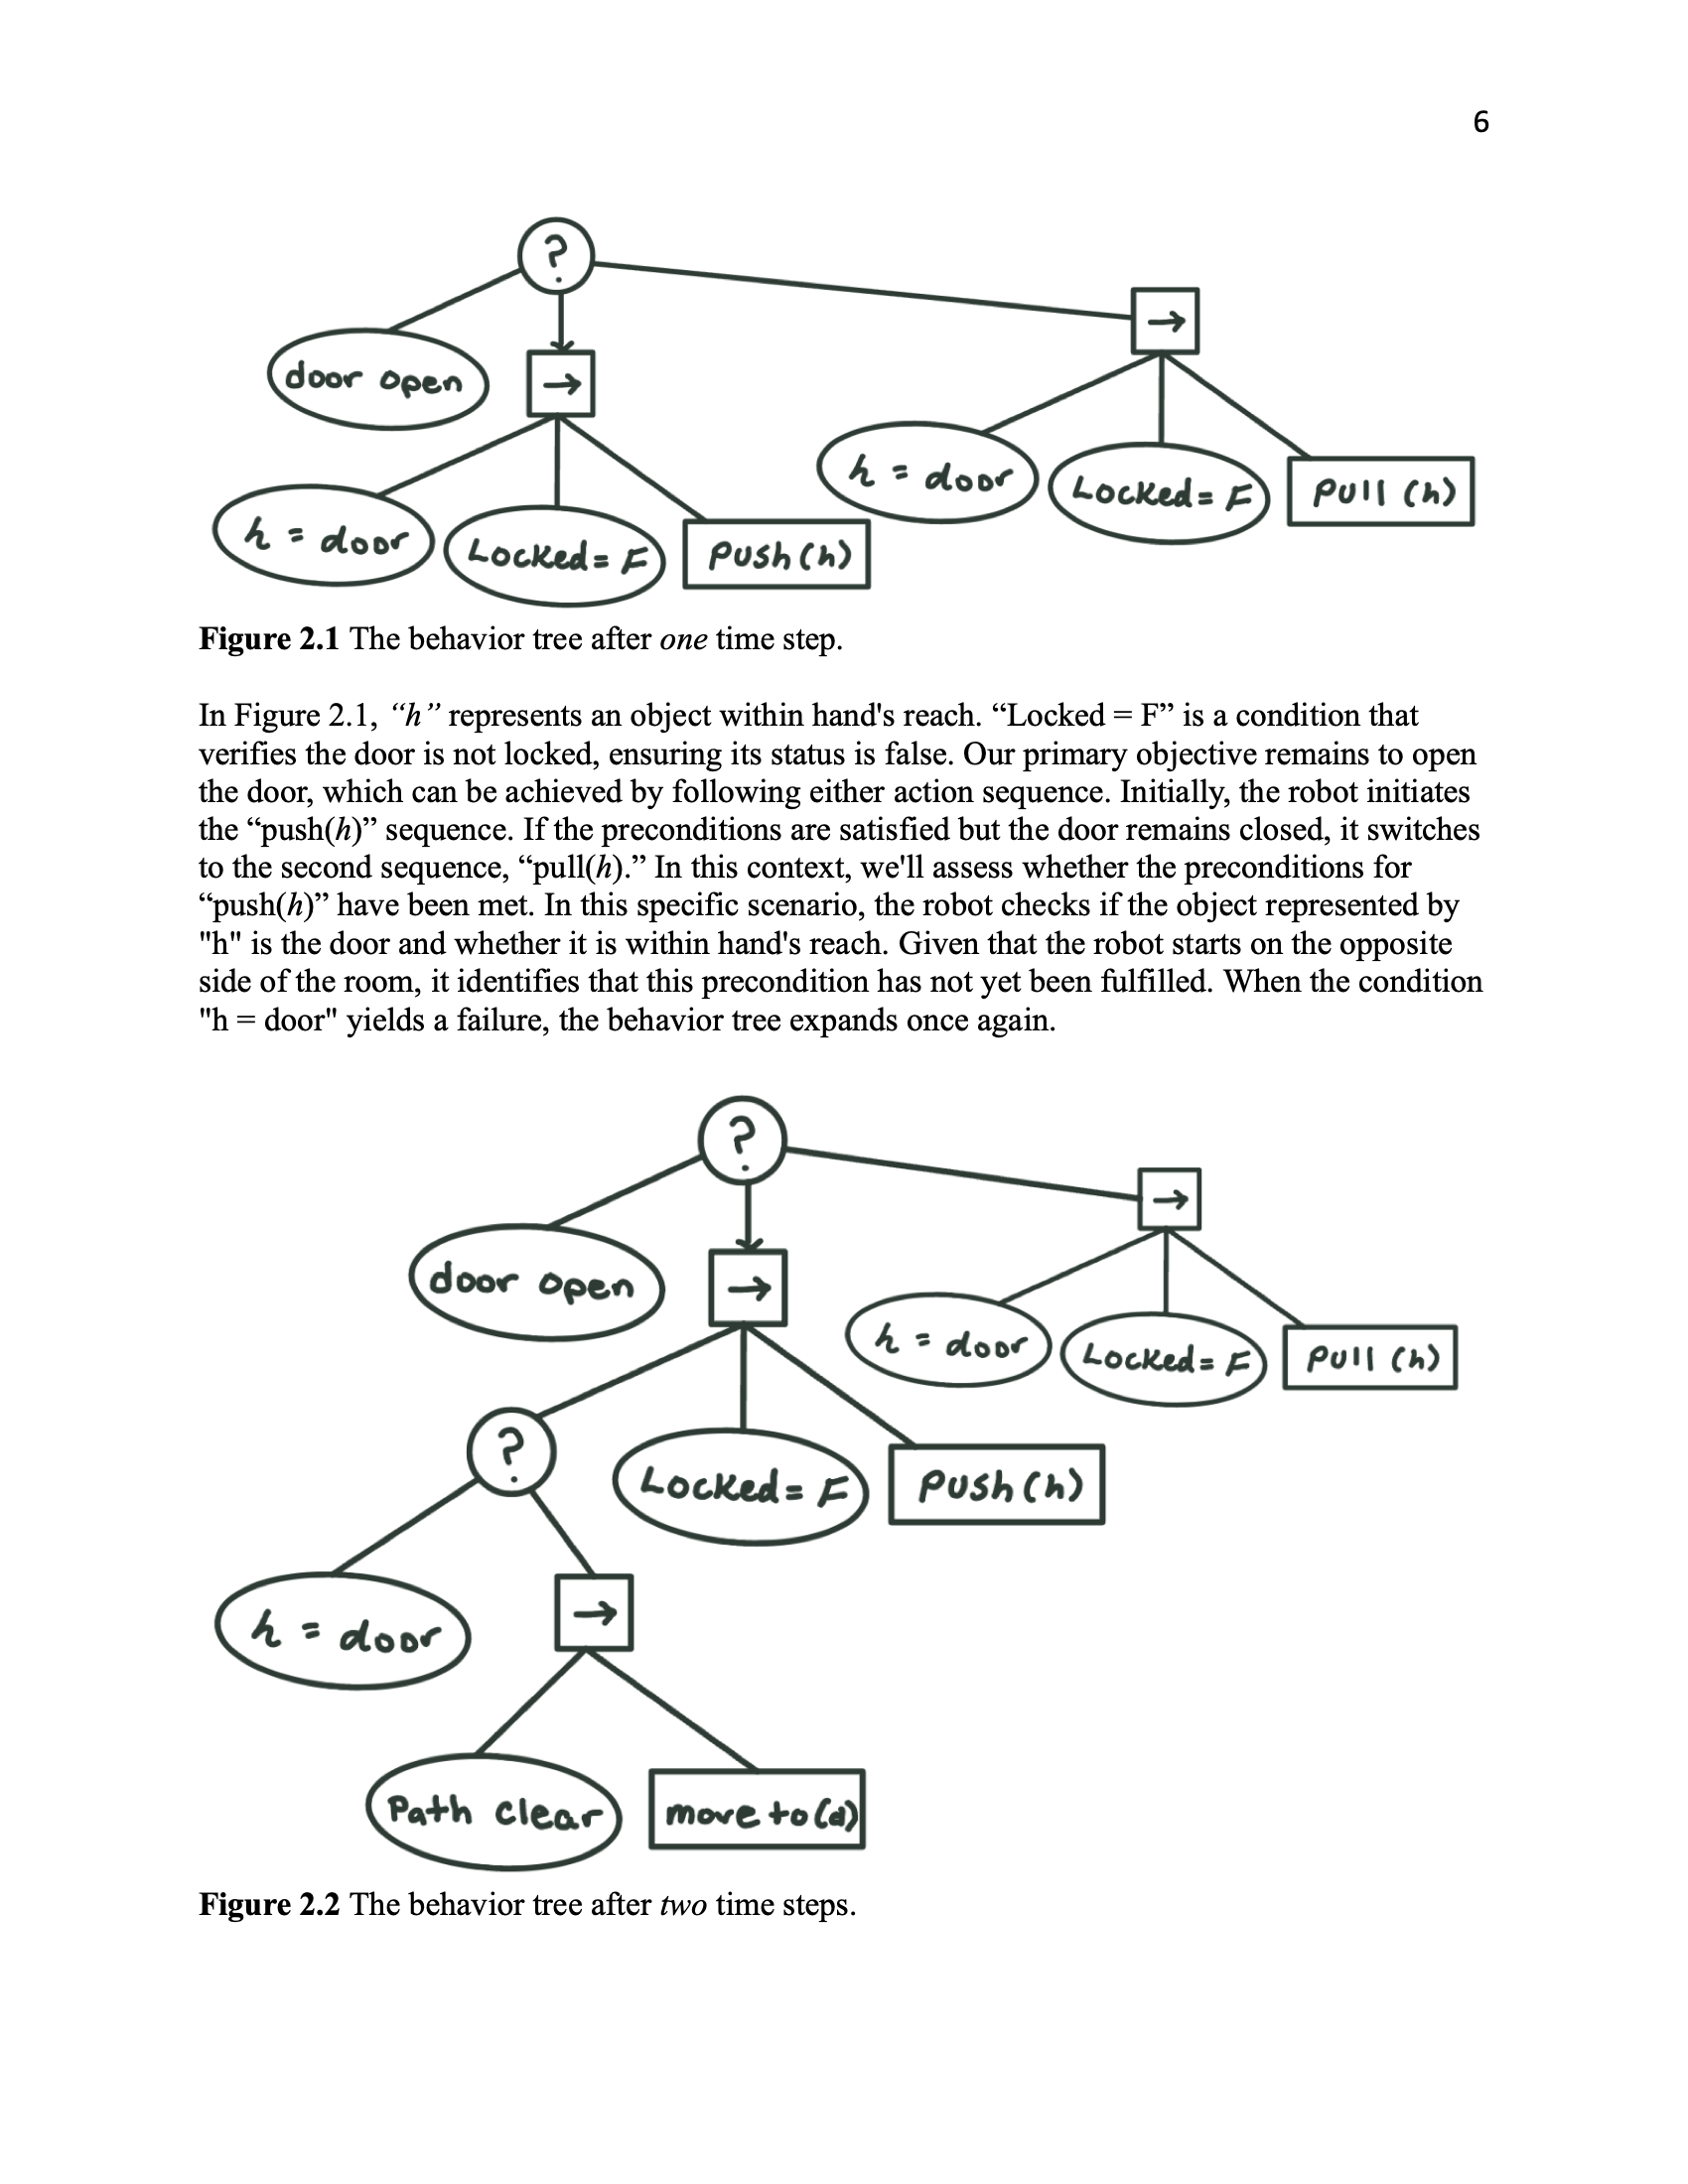 6
?
→
door open
→
h = door
Locked = F
Pull (h)
h = door
Locked = F
Push (h)
Figure 2.1 The behavior tree after one time step.
In Figure 2.1, “h” represents an object within hand's reach. “Locked = F” is a condition that
verifies the door is not locked, ensuring its status is false. Our primary objective remains to open
the door, which can be achieved by following either action sequence. Initially, the robot initiates
the “push(h)” sequence. If the preconditions are satisfied but the door remains closed, it switches
to the second sequence, “pull(h).” In this context, we'll assess whether the preconditions for
“push(h)” have been met. In this specific scenario, the robot checks if the object represented by
"h" is the door and whether it is within hand's reach. Given that the robot starts on the opposite
side of the room, it identifies that this precondition has not yet been fulfilled. When the condition
"h = door" yields a failure, the behavior tree expands once again.
?
→
door open
→
h = door
Locked = F
Pull (h)
?
Locked = F
Push (h)
h = door
→
Path clear
move to (d)
Figure 2.2 The behavior tree after two time steps.